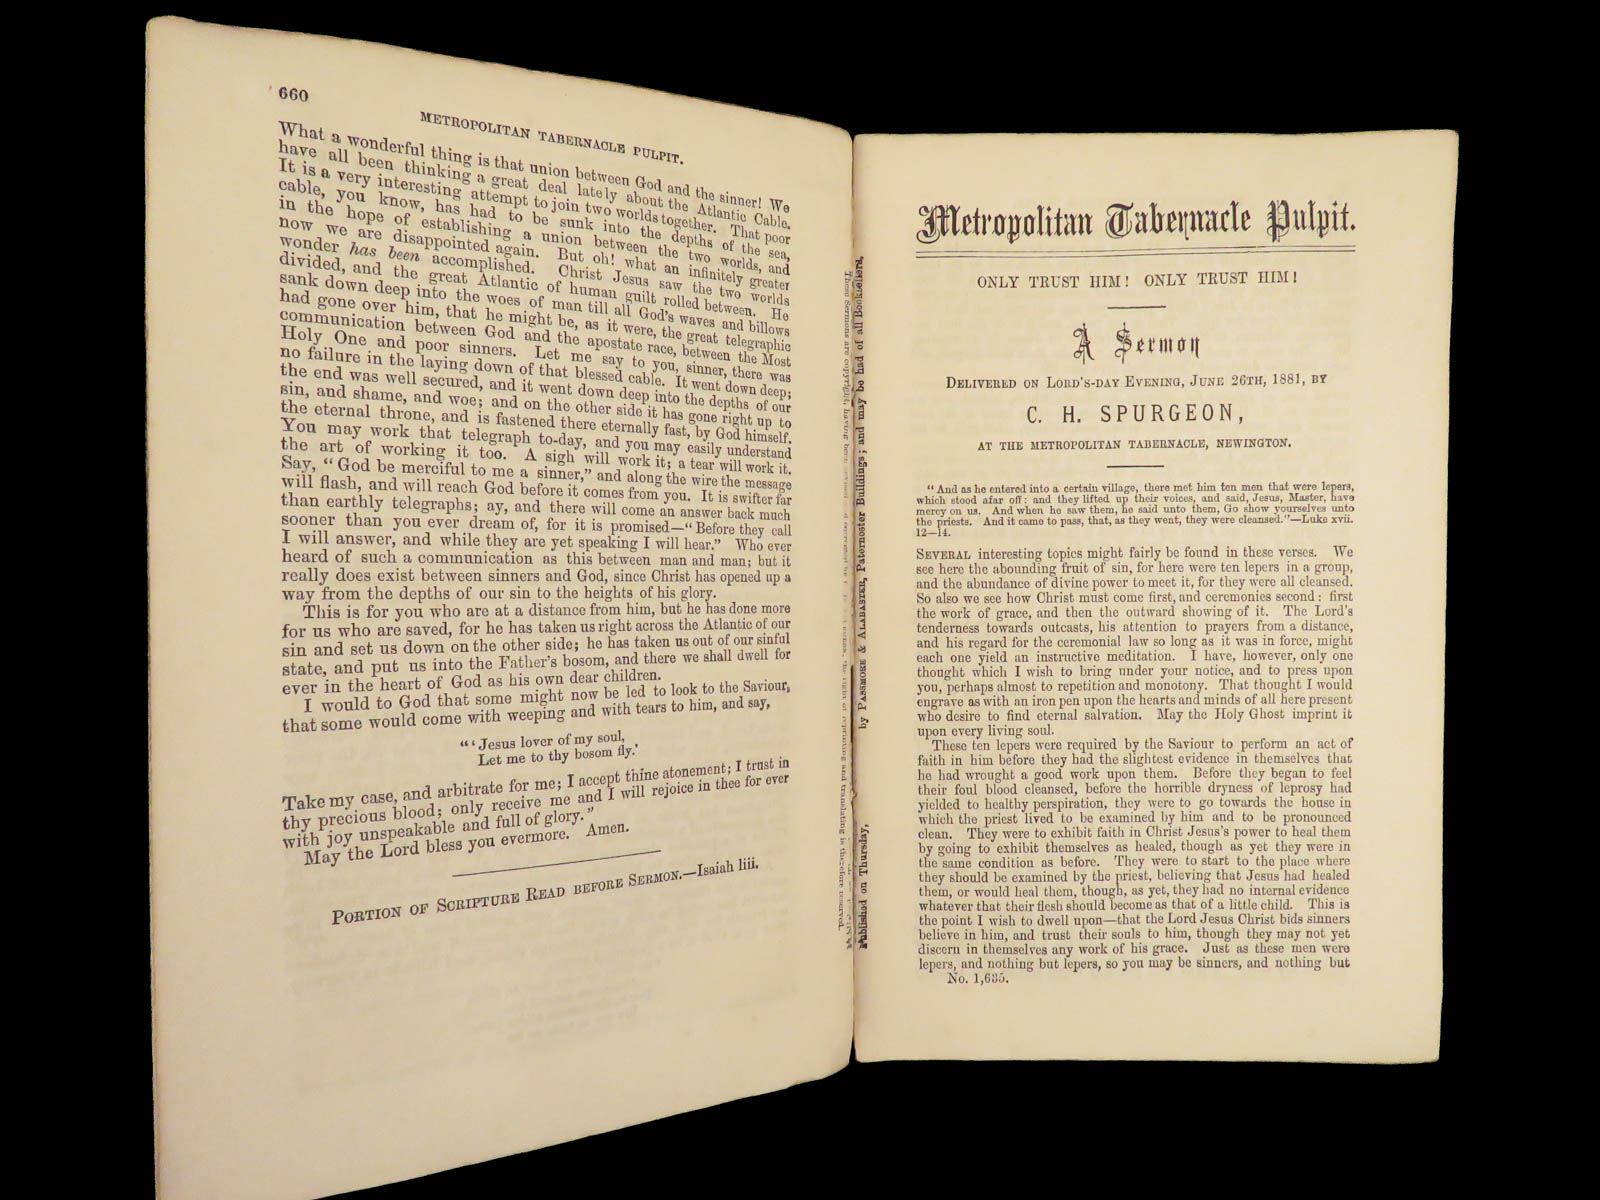 660
METROPOLITAN TABERNACLE PULPIT.
What a wonderful thing is that union between God and the sinner! We
have all been thinking a great deal lately about the Atlantic Cable.
It is a very interesting attempt to join two worlds together. That poor
cable, you know, has had to be sunk into the depths of the sea,
in the hope of establishing a union between the two worlds, and
now we are disappointed again. But oh! what an infinitely greater
wonder has been accomplished. Christ Jesus saw the two worlds
divided, and the great Atlantic of human guilt rolled between. He
sank down deep into the woes of man till all God's waves and billows
had gone over him, that he might be, as it were, the great telegraphic
communication between God and the apostate race, between the Most
Holy One and poor sinners. Let me say to you, sinner, there was
no failure in the laying down of that blessed cable. It went down deep;
the end was well secured, and it went down deep into the depths of our
sin, and shame, and woe; and on the other side it has gone right up to
the eternal throne, and is fastened there eternally fast, by God himself.
You may work that telegraph to-day, and you may easily understand
the art of working it too. A sigh will work it; a tear will work it.
Say, "God be merciful to me a sinner," and along the wire the message
will flash, and will reach God before it comes from you. It is swifter far
than earthly telegraphs; ay, and there will come an answer back much
sooner than you ever dream of, for it is promised—"Before they call
I will answer, and while they are yet speaking I will hear." Who ever
heard of such a communication as this between man and man; but it
really does exist between sinners and God, since Christ has opened up a
way from the depths of our sin to the heights of his glory.
This is for you who are at a distance from him, but he has done more
for us who are saved, for he has taken us right across the Atlantic of our
sin and set us down on the other side; he has taken us out of our sinful
state, and put us into the Father's bosom, and there we shall dwell for
ever in the heart of God as his own dear children.
I would to God that some might now be led to look to the Saviour,
that some would come with weeping and with tears to him, and say,
"'Jesus lover of my soul,
Let me to thy bosom fly.'
Take my case, and arbitrate for me; I accept thine atonement; I trust in
thy precious blood; only receive me and I will rejoice in thee for ever
with joy unspeakable and full of glory."
May the Lord bless you evermore. Amen.
PORTION OF SCRIPTURE READ BEFORE SERMON.—Isaiah liii.
These Sermons are copyright, having been The right of reprinting and translating is therefore reserved.
Published on Thursday, by PASSMORE & ALABASTER, Paternoster Buildings; and may be had of all Booksellers.
Metropolitan Tabernacle Pulpit.
ONLY TRUST HIM! ONLY TRUST HIM!
A Sermon
DELIVERED ON LORD'S-DAY EVENING, JUNE 26TH, 1881, BY
C. H. SPURGEON,
AT THE METROPOLITAN TABERNACLE, NEWINGTON.
"And as he entered into a certain village, there met him ten men that were lepers,
which stood afar off: and they lifted up their voices, and said, Jesus, Master, have
mercy on us. And when he saw them, he said unto them, Go show yourselves unto
the priests. And it came to pass, that, as they went, they were cleansed."—Luke xvii.
12—14.
SEVERAL interesting topics might fairly be found in these verses. We
see here the abounding fruit of sin, for here were ten lepers in a group,
and the abundance of divine power to meet it, for they were all cleansed.
So also we see how Christ must come first, and ceremonies second: first
the work of grace, and then the outward showing of it. The Lord's
tenderness towards outcasts, his attention to prayers from a distance,
and his regard for the ceremonial law so long as it was in force, might
each one yield an instructive meditation. I have, however, only one
thought which I wish to bring under your notice, and to press upon
you, perhaps almost to repetition and monotony. That thought I would
engrave as with an iron pen upon the hearts and minds of all here present
who desire to find eternal salvation. May the Holy Ghost imprint it
upon every living soul.
These ten lepers were required by the Saviour to perform an act of
faith in him before they had the slightest evidence in themselves that
he had wrought a good work upon them. Before they began to feel
their foul blood cleansed, before the horrible dryness of leprosy had
yielded to healthy perspiration, they were to go towards the house in
which the priest lived to be examined by him and to be pronounced
clean. They were to exhibit faith in Christ Jesus's power to heal them
by going to exhibit themselves as healed, though as yet they were in
the same condition as before. They were to start to the place where
they should be examined by the priest, believing that Jesus had healed
them, or would heal them, though, as yet, they had no internal evidence
whatever that their flesh should become as that of a little child. This is
the point I wish to dwell upon—that the Lord Jesus Christ bids sinners
believe in him, and trust their souls to him, though they may not yet
discern in themselves any work of his grace. Just as these men were
lepers, and nothing but lepers, so you may be sinners, and nothing but
No. 1,635.